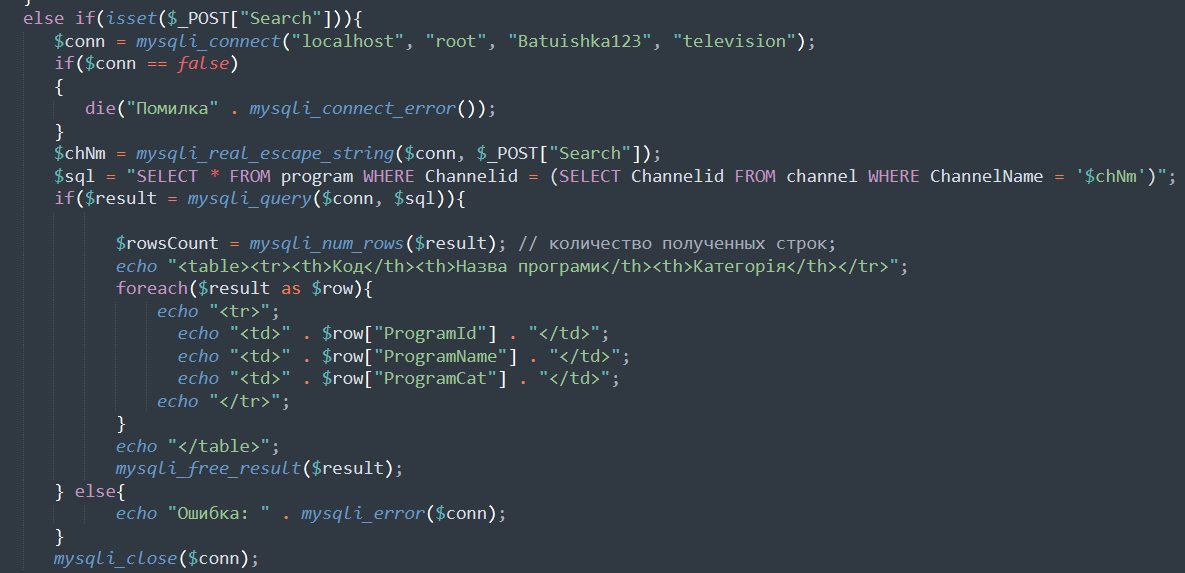 }
else if(isset($_POST["Search"])){
$conn = mysqli_connect("localhost", "root", "Batuishka123", "television");
if($conn == false)
{
die("Помилка" . mysqli_connect_error());
}
$chNm = mysqli_real_escape_string($conn, $_POST["Search"]);
$sql = "SELECT * FROM program WHERE Channelid = (SELECT Channelid FROM channel WHERE ChannelName = '$chNm')";
if($result = mysqli_query($conn, $sql)){
$rowsCount = mysqli_num_rows($result); // количество полученных строк;
echo "<table><tr><th>Код</th><th>Назва програми</th><th>Категорія</th></tr>";
foreach($result as $row){
echo "<tr>";
echo "<td>" . $row["ProgramId"] . "</td>";
echo "<td>" . $row["ProgramName"] . "</td>";
echo "<td>" . $row["ProgramCat"] . "</td>";
echo "</tr>";
}
echo "</table>";
mysqli_free_result($result);
} else{
echo "Ошибка: " . mysqli_error($conn);
}
mysqli_close($conn);